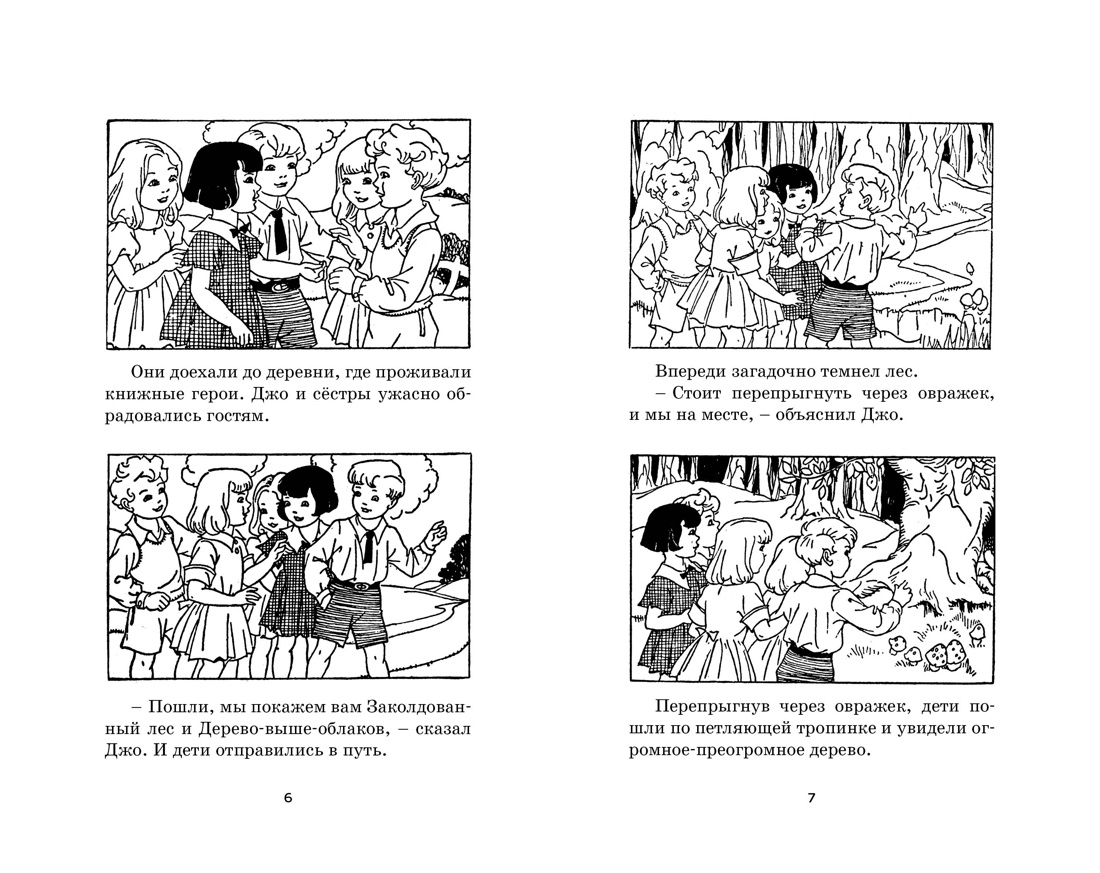 Они доехали до деревни, где проживали
книжные герои. Джо и сёстры ужасно об-
радовались гостям.
– Пошли, мы покажем вам Заколдован-
ный лес и Дерево-выше-облаков, – сказал
Джо. И дети отправились в путь.
6
Впереди загадочно темнел лес.
– Стоит перепрыгнуть через овражек,
и мы на месте, – объяснил Джо.
Перепрыгнув через овражек, дети по-
шли по петляющей тропинке и увидели ог-
ромное-преогромное дерево.
7